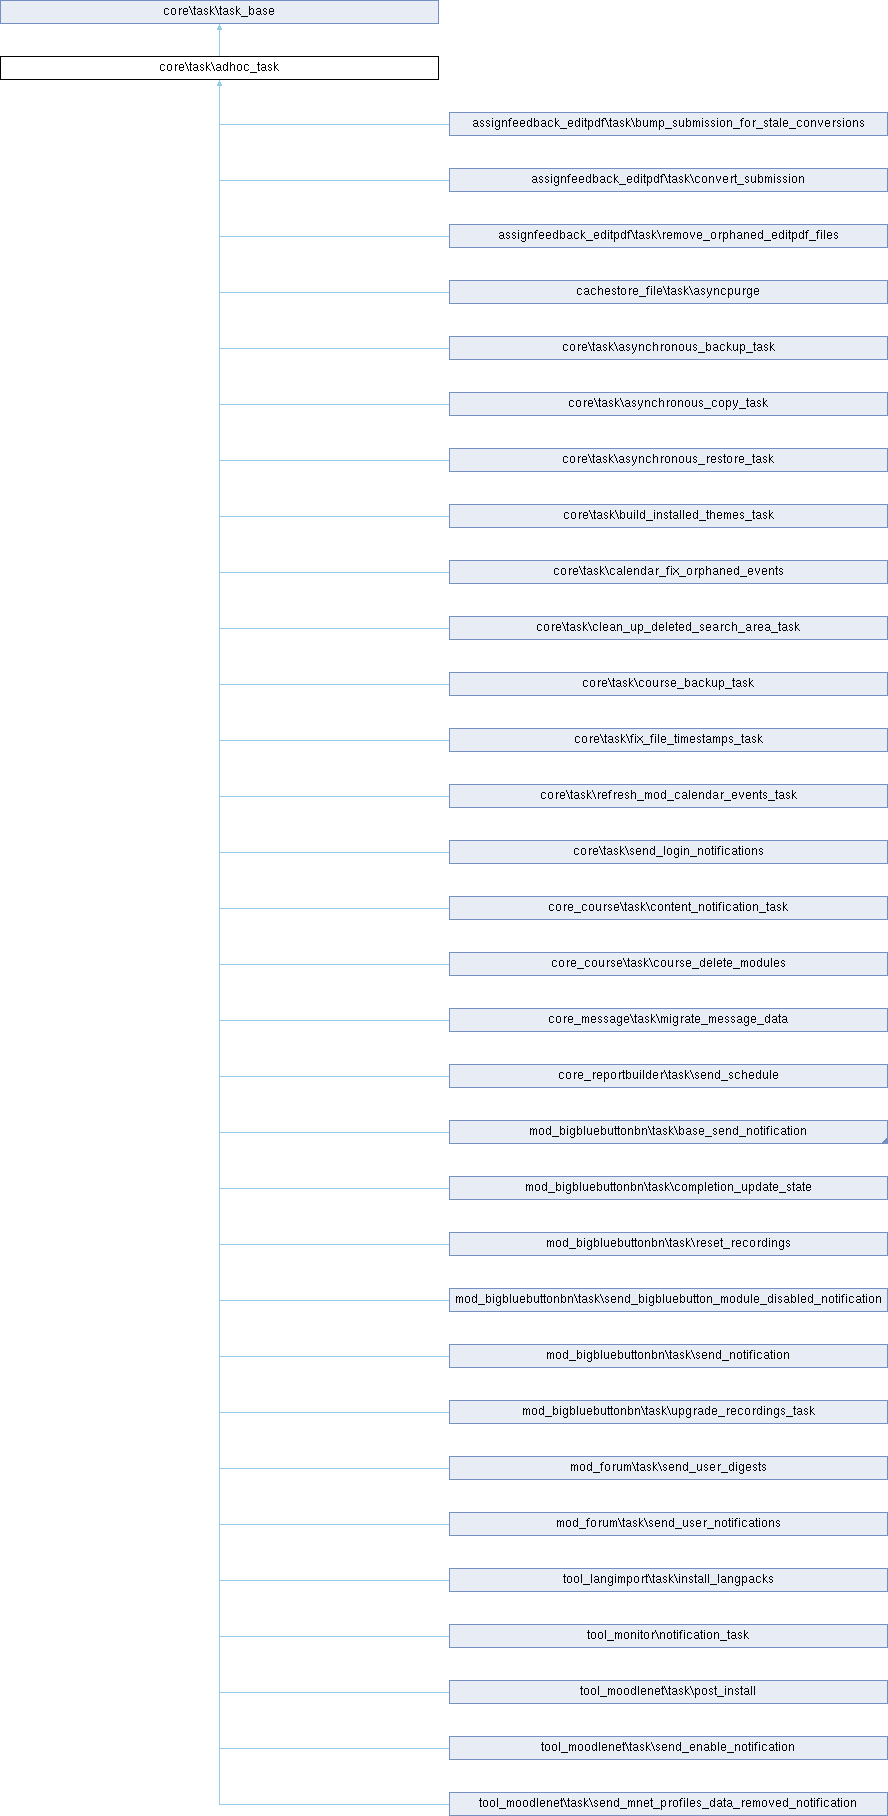 core\task\task_base
core\task\adhoc_task
assignfeedback_editpdf\task\bump_submission_for_stale_conversions
assignfeedback_editpdf\task\convert_submission
assignfeedback_editpdf\task\remove_orphaned_editpdf_files
cachestore_file\task\asyncpurge
core\task\asynchronous_backup_task
core\task\asynchronous_copy_task
core\task\asynchronous_restore_task
core\task\build_installed_themes_task
core\task\calendar_fix_orphaned_events
core\task\clean_up_deleted_search_area_task
core\task\course_backup_task
core\task\fix_file_timestamps_task
core\task\refresh_mod_calendar_events_task
core\task\send_login_notifications
core_course\task\content_notification_task
core_course\task\course_delete_modules
core_message\task\migrate_message_data
core_reportbuilder\task\send_schedule
mod_bigbluebuttonbn\task\base_send_notification
mod_bigbluebuttonbn\task\completion_update_state
mod_bigbluebuttonbn\task\reset_recordings
mod_bigbluebuttonbn\task\send_bigbluebutton_module_disabled_notification
mod_bigbluebuttonbn\task\send_notification
mod_bigbluebuttonbn\task\upgrade_recordings_task
mod_forum\task\send_user_digests
mod_forum\task\send_user_notifications
tool_langimport\task\install_langpacks
tool_monitor\notification_task
tool_moodlenet\task\post_install
tool_moodlenet\task\send_enable_notification
tool_moodlenet\task\send_mnet_profiles_data_removed_notification